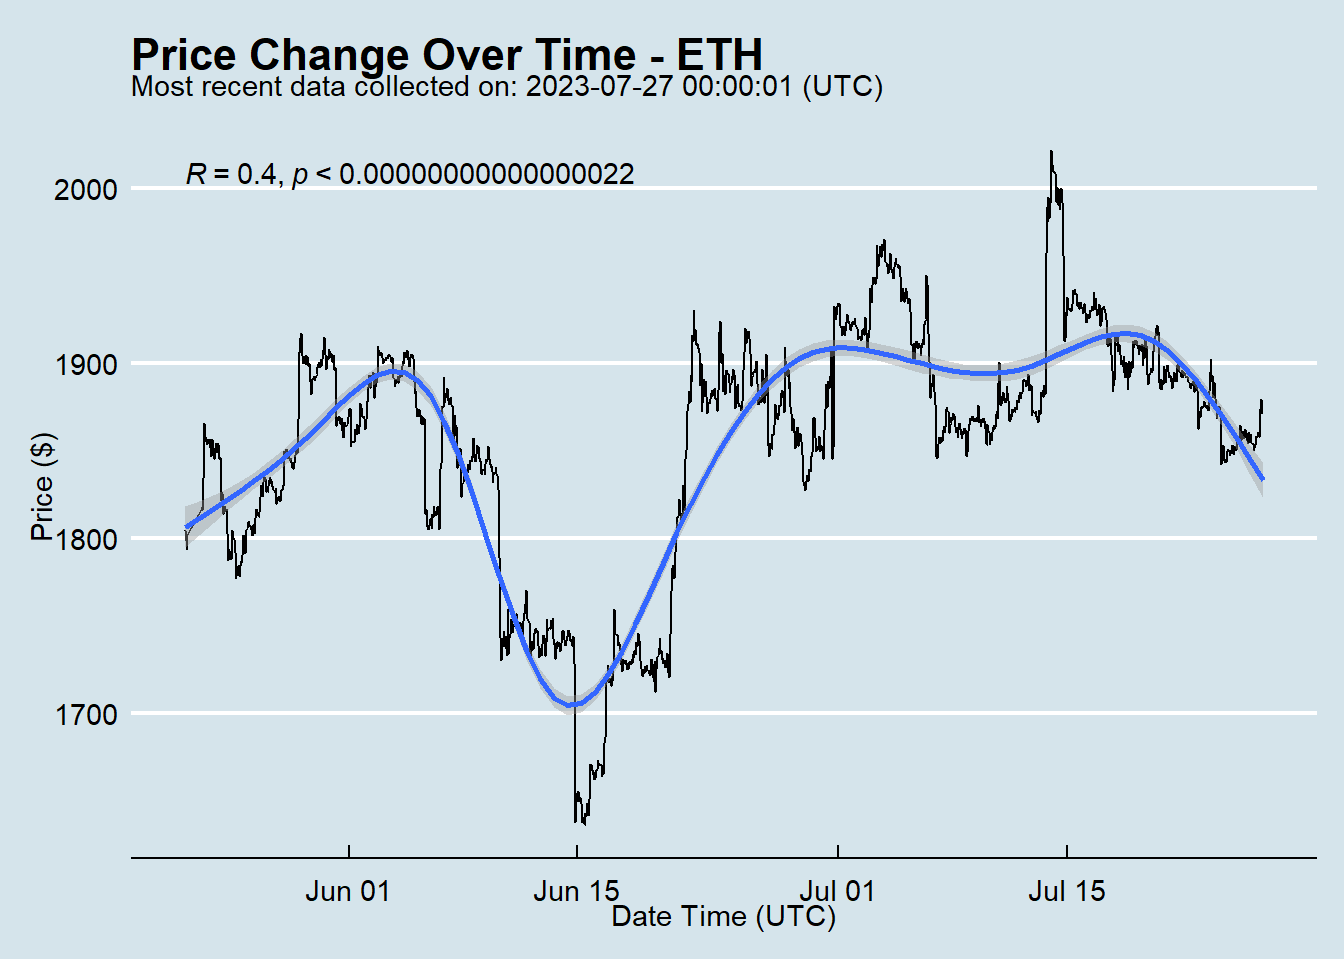 Price Change Over Time - ETH
Most recent data collected on: 2023-07-27 00:00:01 (UTC)
R = 0.4, p < 0.00000000000000022
2000
1900
1800
1700
Price ($)
Jun 01
Jun 15
Jul 01
Jul 15
Date Time (UTC)